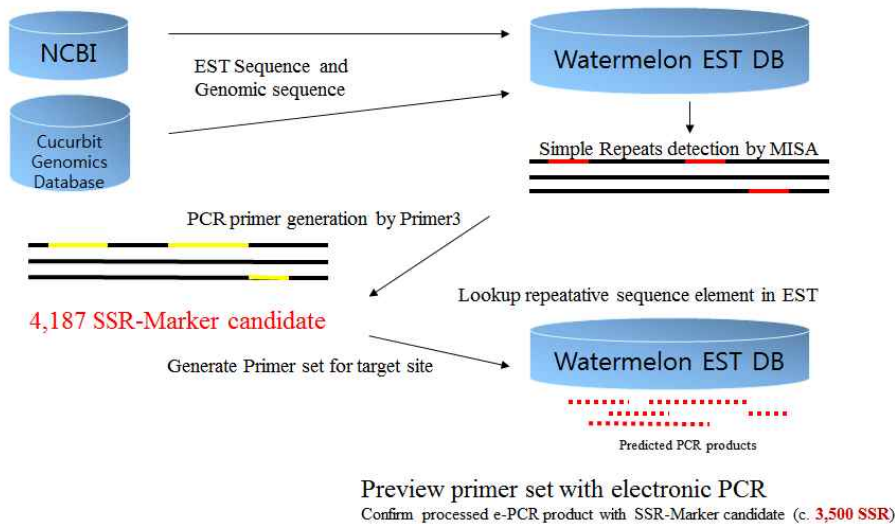 NCBI
EST Sequence and
Genomic sequence
Watermelon EST DB
Cucurbit
Genomics
Database
Simple Repeats detection by MISA
PCR primer generation by Primer3
4,187 SSR-Marker candidate
Lookup repeatative sequence element in EST
Generate Primer set for target site
Watermelon EST DB
Predicted PCR products
Preview primer set with electronic PCR
Confirm processed e-PCR product with SSR-Marker candidate (c. 3,500 SSR)